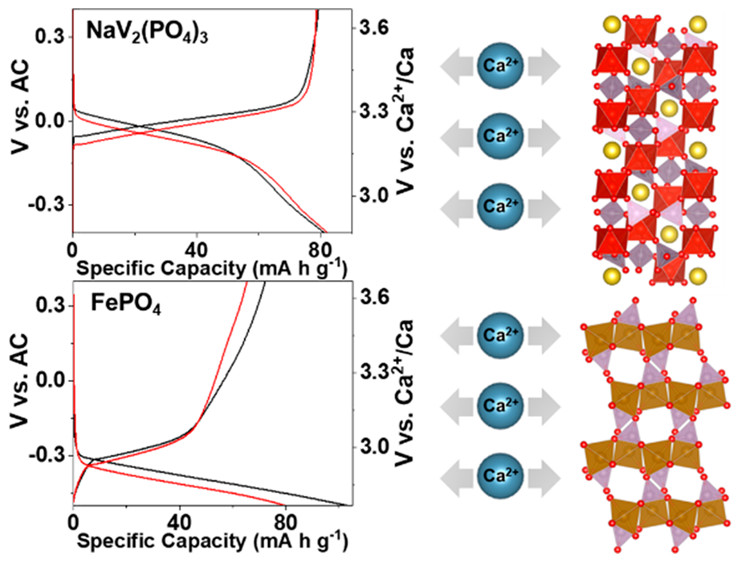 NaV₂(PO₄)₃
0.3
0.0
-0.3
V vs. AC
3.6
3.3
3.0
V vs. Ca²⁺/Ca
0
40
80
Specific Capacity (mA h g⁻¹)
Ca²⁺
Ca²⁺
Ca²⁺
FePO₄
0.3
0.0
-0.3
V vs. AC
3.6
3.3
3.0
V vs. Ca²⁺/Ca
0
40
80
Specific Capacity (mA h g⁻¹)
Ca²⁺
Ca²⁺
Ca²⁺